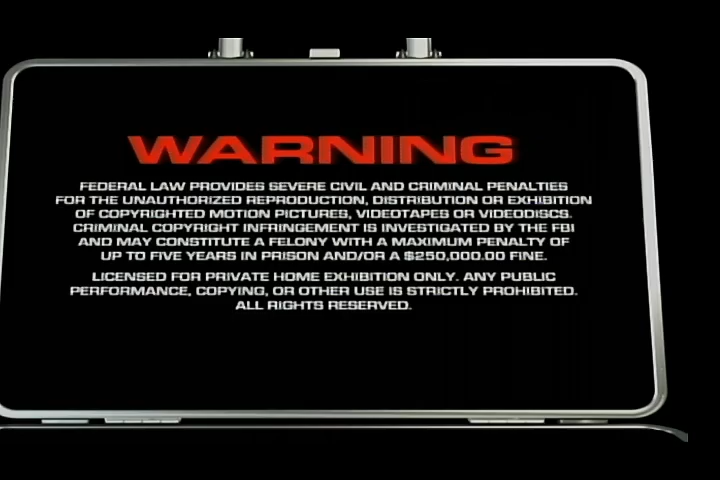 WARNING
FEDERAL LAW PROVIDES SEVERE CIVIL AND CRIMINAL PENALTIES
FOR THE UNAUTHORIZED REPRODUCTION, DISTRIBUTION OR EXHIBITION
OF COPYRIGHTED MOTION PICTURES, VIDEOTAPES OR VIDEODISCS.
CRIMINAL COPYRIGHT INFRINGEMENT IS INVESTIGATED BY THE FBI
AND MAY CONSTITUTE A FELONY WITH A MAXIMUM PENALTY OF
UP TO FIVE YEARS IN PRISON AND/OR A $250,000.00 FINE.
LICENSED FOR PRIVATE HOME EXHIBITION ONLY. ANY PUBLIC
PERFORMANCE, COPYING, OR OTHER USE IS STRICTLY PROHIBITED.
ALL RIGHTS RESERVED.